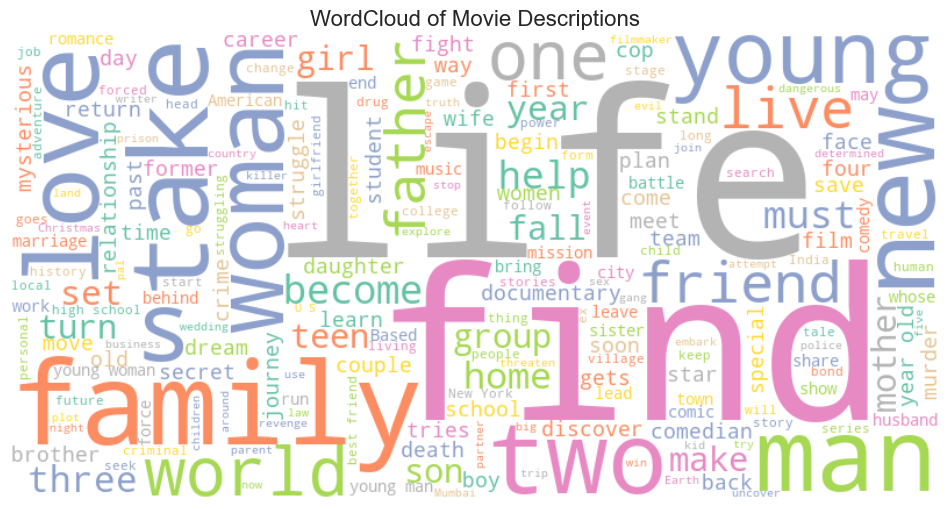 WordCloud of Movie Descriptions
romance
job
day
career
girl
fight
way
cop
filmmaker
stage
young
new
love
take
woman
father
one
life
change
American
hit
end
drug
game
truth
first
year
wife
stand
live
dangerous
may
evil
power
join
long
face
mysterious
adventure
return
forced
writer
head
prison
past
former
country
killer
struggle
girlfriend
student
music
escape
stop
begin
women
help
form
plan
battle
come
search
determined
four
save
relationship
together
college
follow
explore
fall
event
meet
team
child
must
film
comedy
land
goes
Christmas
time
go
struggling
heart
mission
travel
marriage
history
pal
start
crime
daughter
bring
city
stories
sex
gang
friend
attempt
India
human
local
work
high school
behind
set
become
documentary
find
leave
whose
five
turn
wedding
u s
learn
Based
living
teen
thing
group
people
threaten
ex
sister
village
embark
keep
special
tale
police
share
bond
mother
year old
murder
personal
move
business
old
dream
journey
couple
secret
young woman
home
soon
gets
star
town
show
family
future
use
run
law
revenge
New York
school
lead
comic
will
story
series
husband
plot
night
force
children
around
best friend
tries
partner
big
discover
comedian
try
brother
criminal
parent
death
kid
two
make
man
three
seek
world
now
son
boy
young man
Mumbai
trip
win
Earth
back
uncover